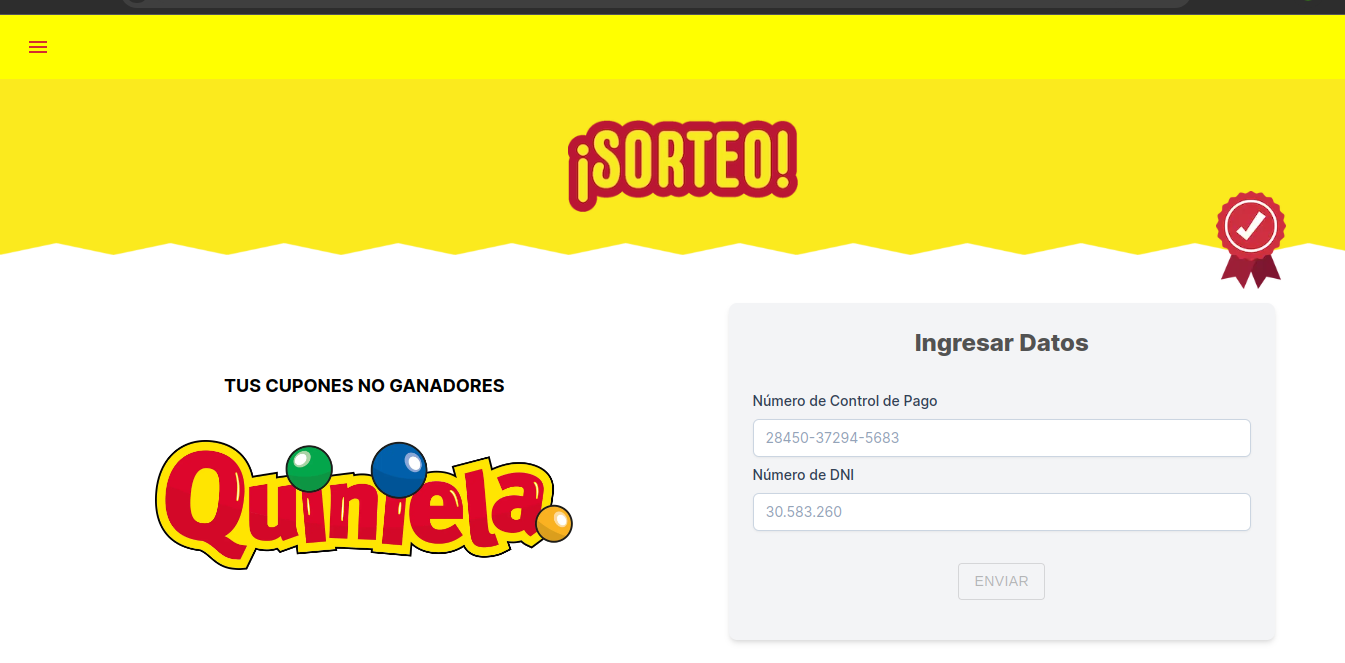 ¡SORTEO!
TUS CUPONES NO GANADORES
Quiniela
Ingresar Datos
Número de Control de Pago
28450-37294-5683
Número de DNI
30.583.260
ENVIAR